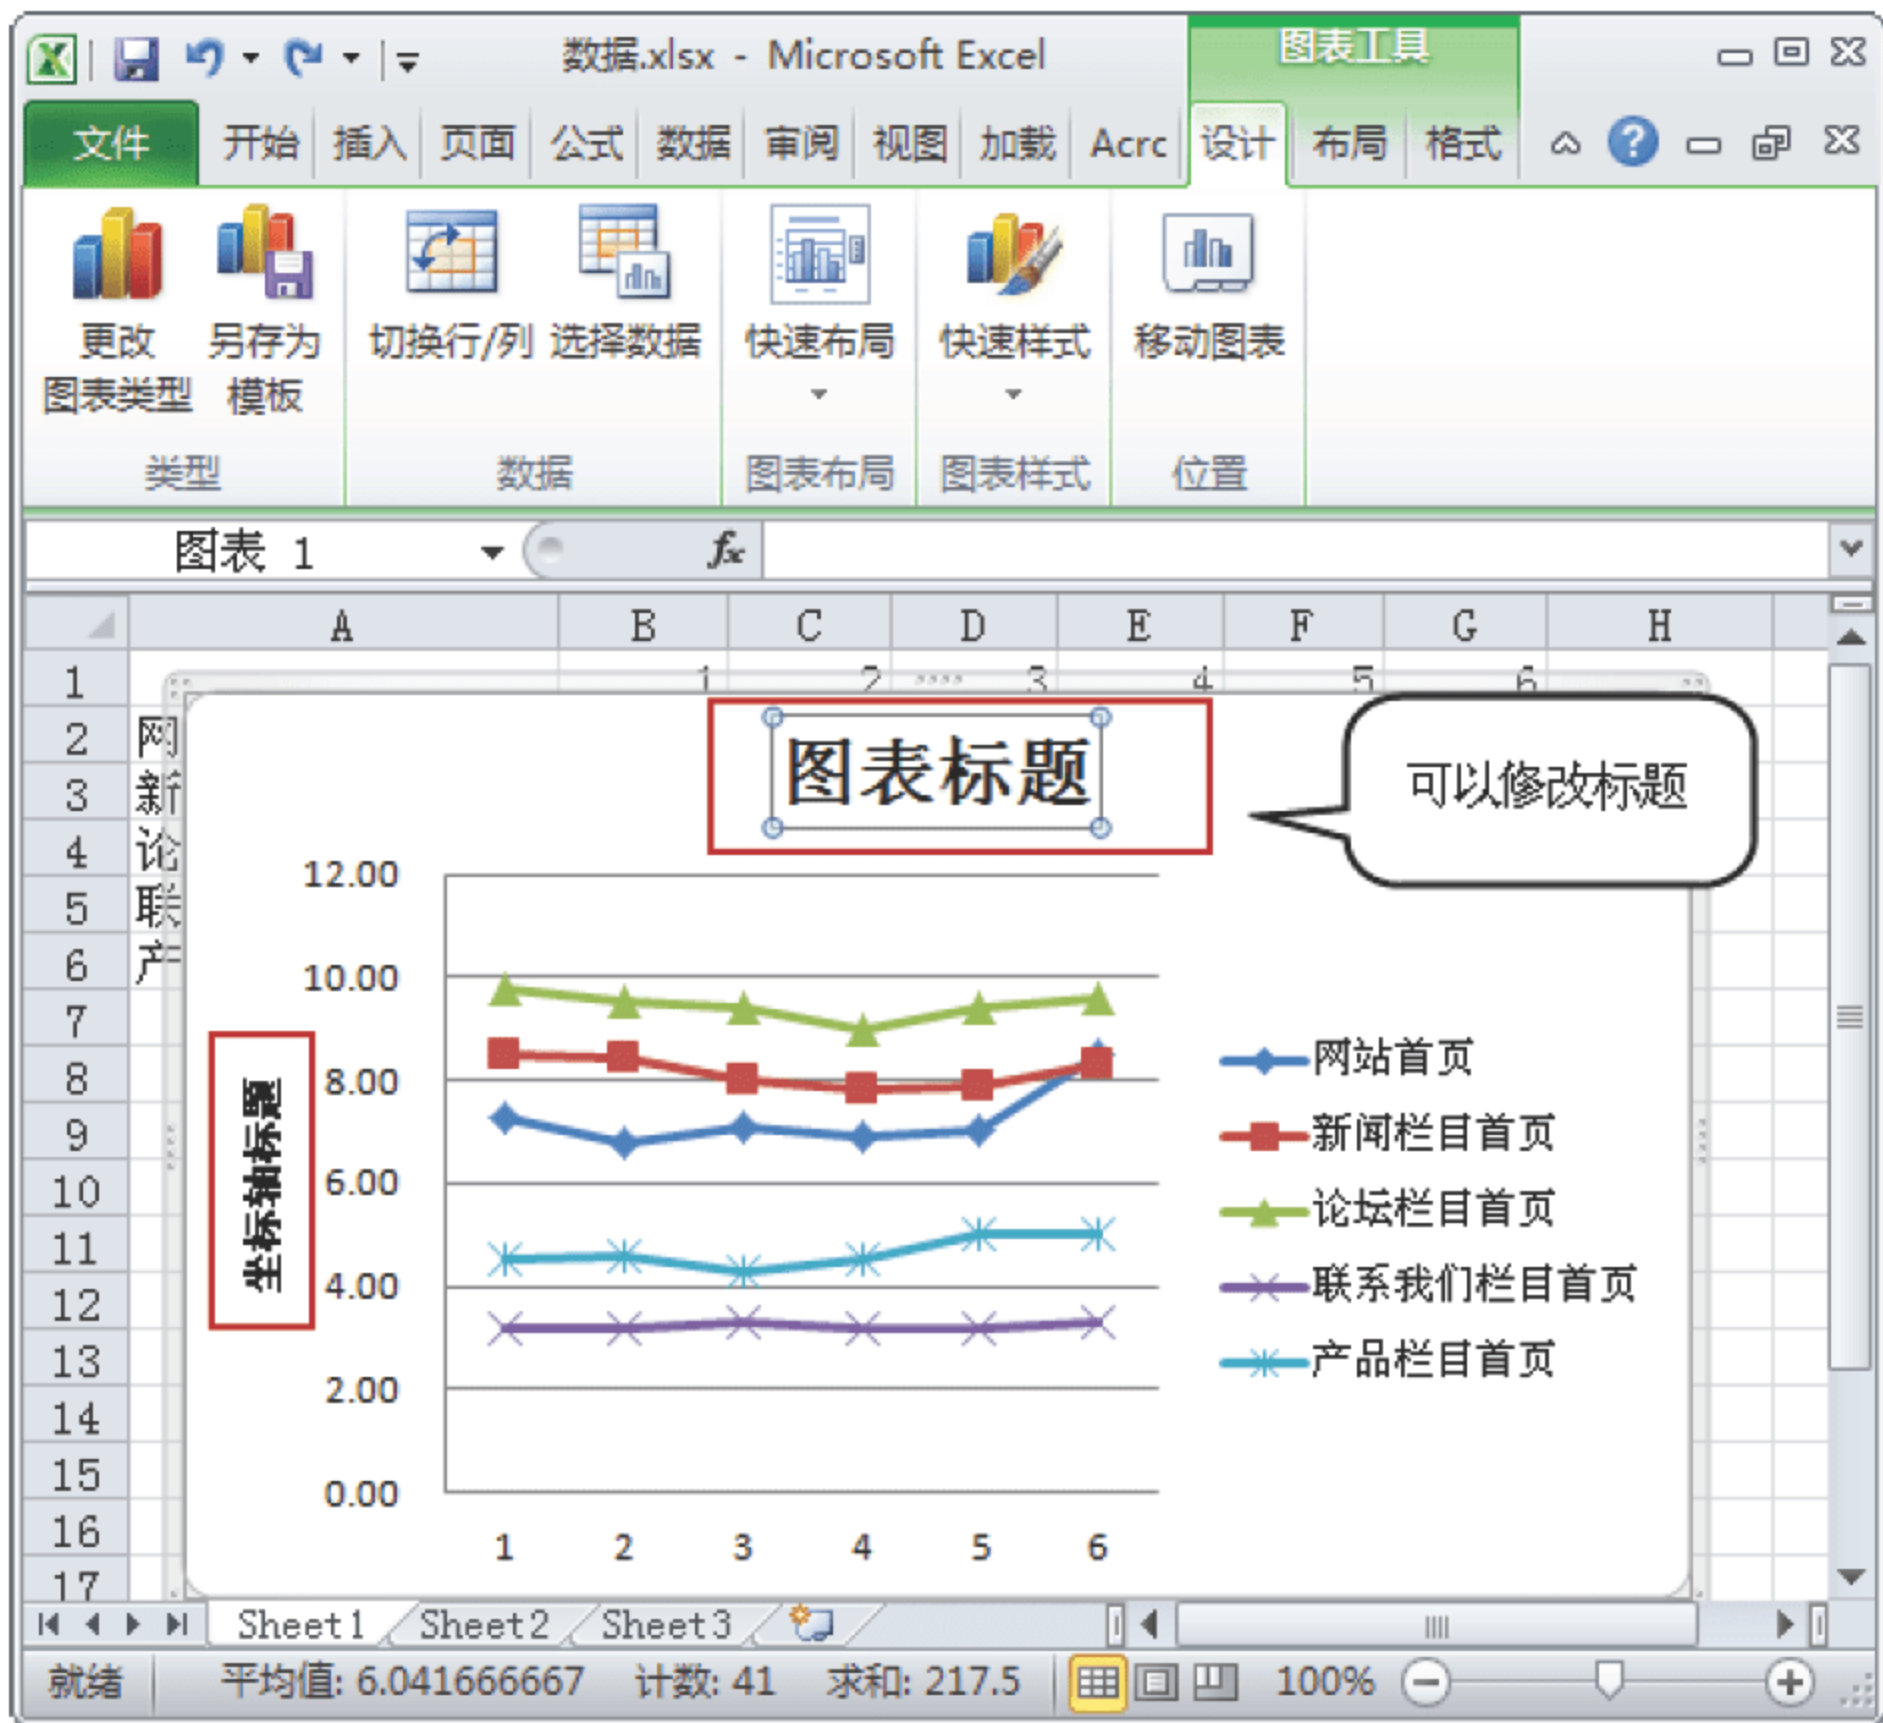 数据.xlsx - Microsoft Excel
图表工具
文件 开始 插入 页面 公式 数据 审阅 视图 加载 Acrc 设计 布局 格式
更改 另存为 切换行/列 选择数据 快速布局 快速样式 移动图表
图表类型 模板
类型 数据 图表布局 图表样式 位置
图表 1 fx
A B C D E F G H
1 1 2 3 4 5 6
2 网
3 新
4 论
5 联
6 产
7
8
9
10
11
12
13
14
15
16
17
图表标题
可以修改标题
坐标轴标题
12.00
10.00
8.00
6.00
4.00
2.00
0.00
1 2 3 4 5 6
网站首页
新闻栏目首页
论坛栏目首页
联系我们栏目首页
产品栏目首页
Sheet1 Sheet2 Sheet3
就绪 平均值: 6.041666667 计数: 41 求和: 217.5 100%